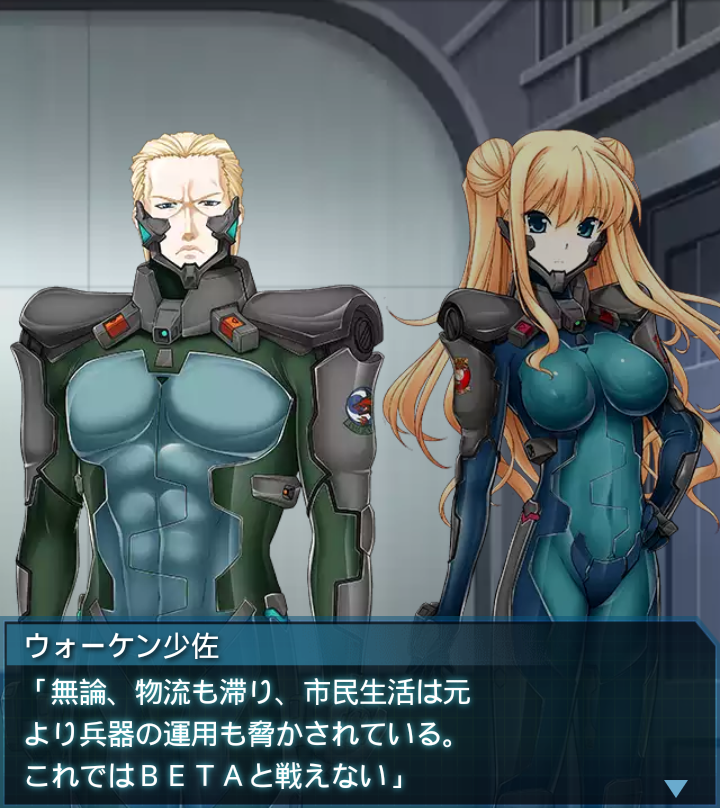 ウォーケン少佐
「無論、物流も滞り、市民生活は元
より兵器の運用も脅かされている。
これではＢＥＴＡと戦えない」